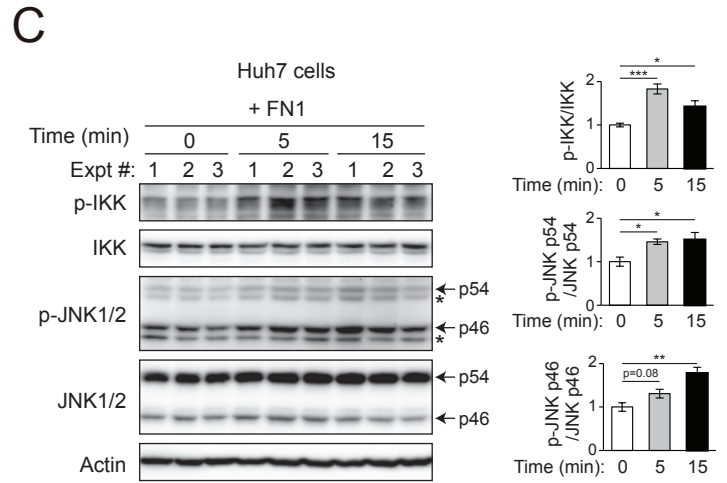 C
Huh7 cells
+ FN1
Time (min) 0 5 15
Expt #: 1 2 3 1 2 3 1 2 3
p-IKK
IKK
p-JNK1/2
p54
*
p46
*
JNK1/2
p54
p46
Actin
p-IKK/IKK
2
1
0
***
*
Time (min): 0 5 15
p-JNK p54
/JNK p54
2
1
0
*
*
Time (min): 0 5 15
p-JNK p46
/JNK p46
2
1
0
p=0.08
**
Time (min): 0 5 15